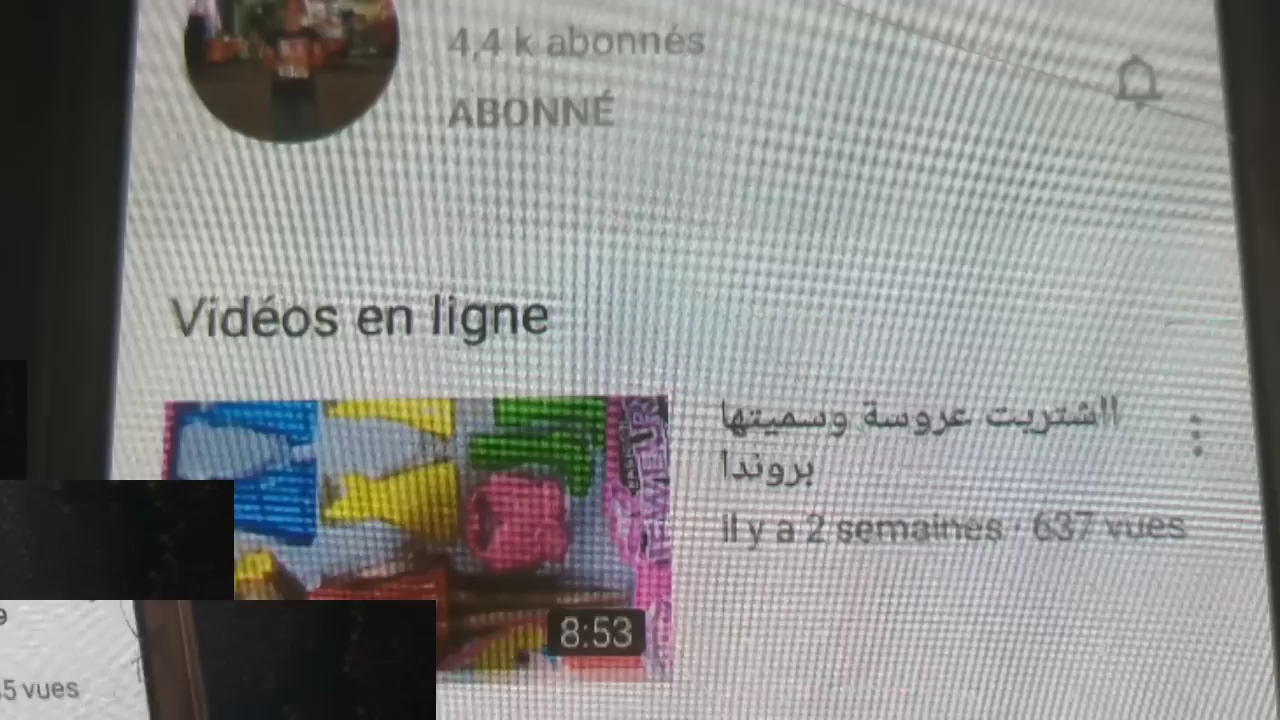 4,4 k abonnés
ABONNÉ
Vidéos en ligne
ااشتريت عروسة وسميتها
بروندا
il y a 2 semaines · 637 vues
8:53
5 vues